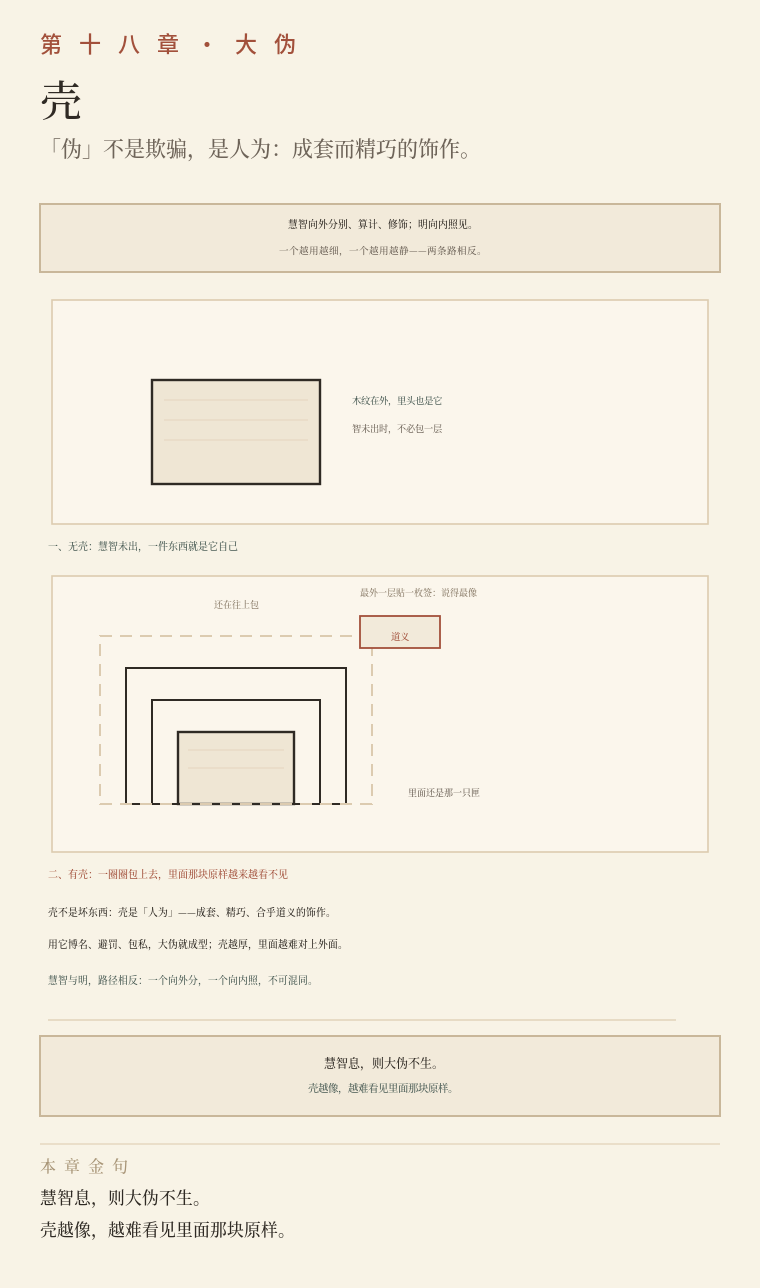 第十八章·大伪
壳
「伪」不是欺骗，是人为：成套而精巧的饰作。
慧智向外分别、算计、修饰；明向内照见。
一个越用越细，一个越用越静——两条路相反。
木纹在外，里头也是它
智未出时，不必包一层
一、无壳：慧智未出，一件东西就是它自己
最外一层贴一枚签：说得最像
还在往上包
道义
里面还是那一只匣
二、有壳：一圈圈包上去，里面那块原样越来越看不见
壳不是坏东西：壳是「人为」——成套、精巧、合乎道义的饰作。
用它博名、避罚、包私，大伪就成型；壳越厚，里面越难对上外面。
慧智与明，路径相反：一个向外分，一个向内照，不可混同。
慧智息，则大伪不生。
壳越像，越难看见里面那块原样。
本章金句
慧智息，则大伪不生。
壳越像，越难看见里面那块原样。